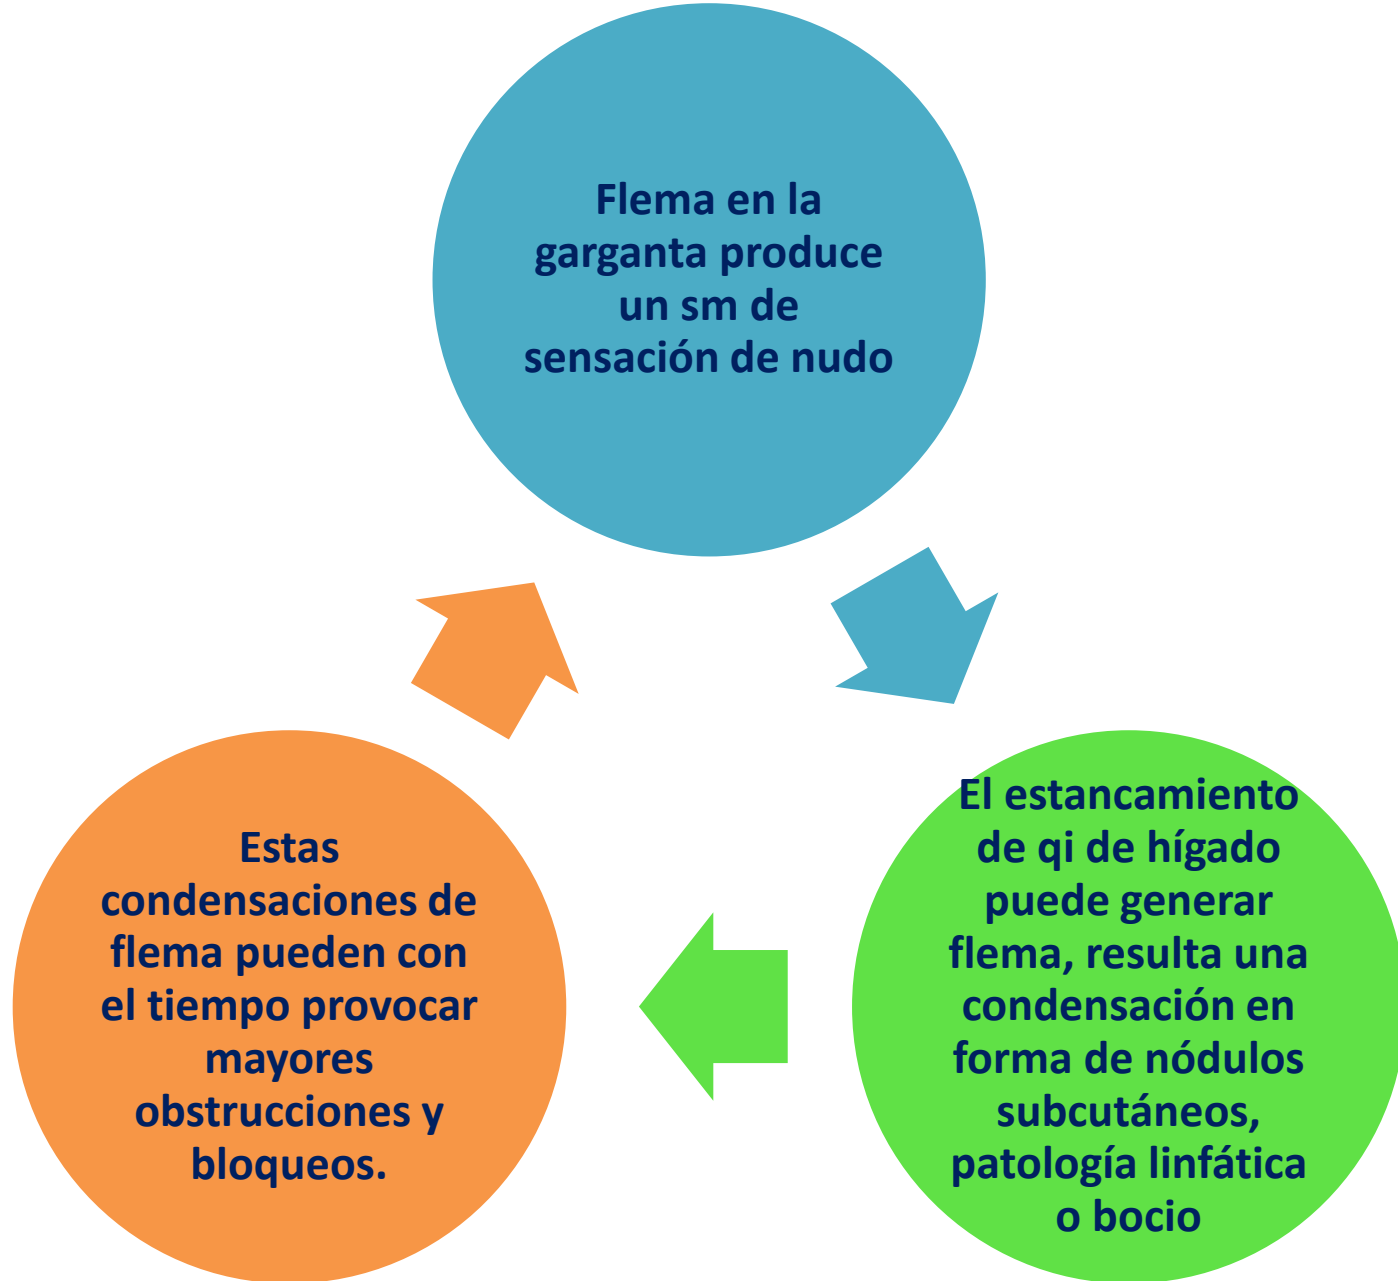 Flema en la
garganta produce
un sm de
sensación de nudo
El estancamiento
de qi de hígado
puede generar
flema, resulta una
condensación en
forma de nódulos
subcutáneos,
patología linfática
o bocio
Estas
condensaciones de
flema pueden con
el tiempo provocar
mayores
obstrucciones y
bloqueos.